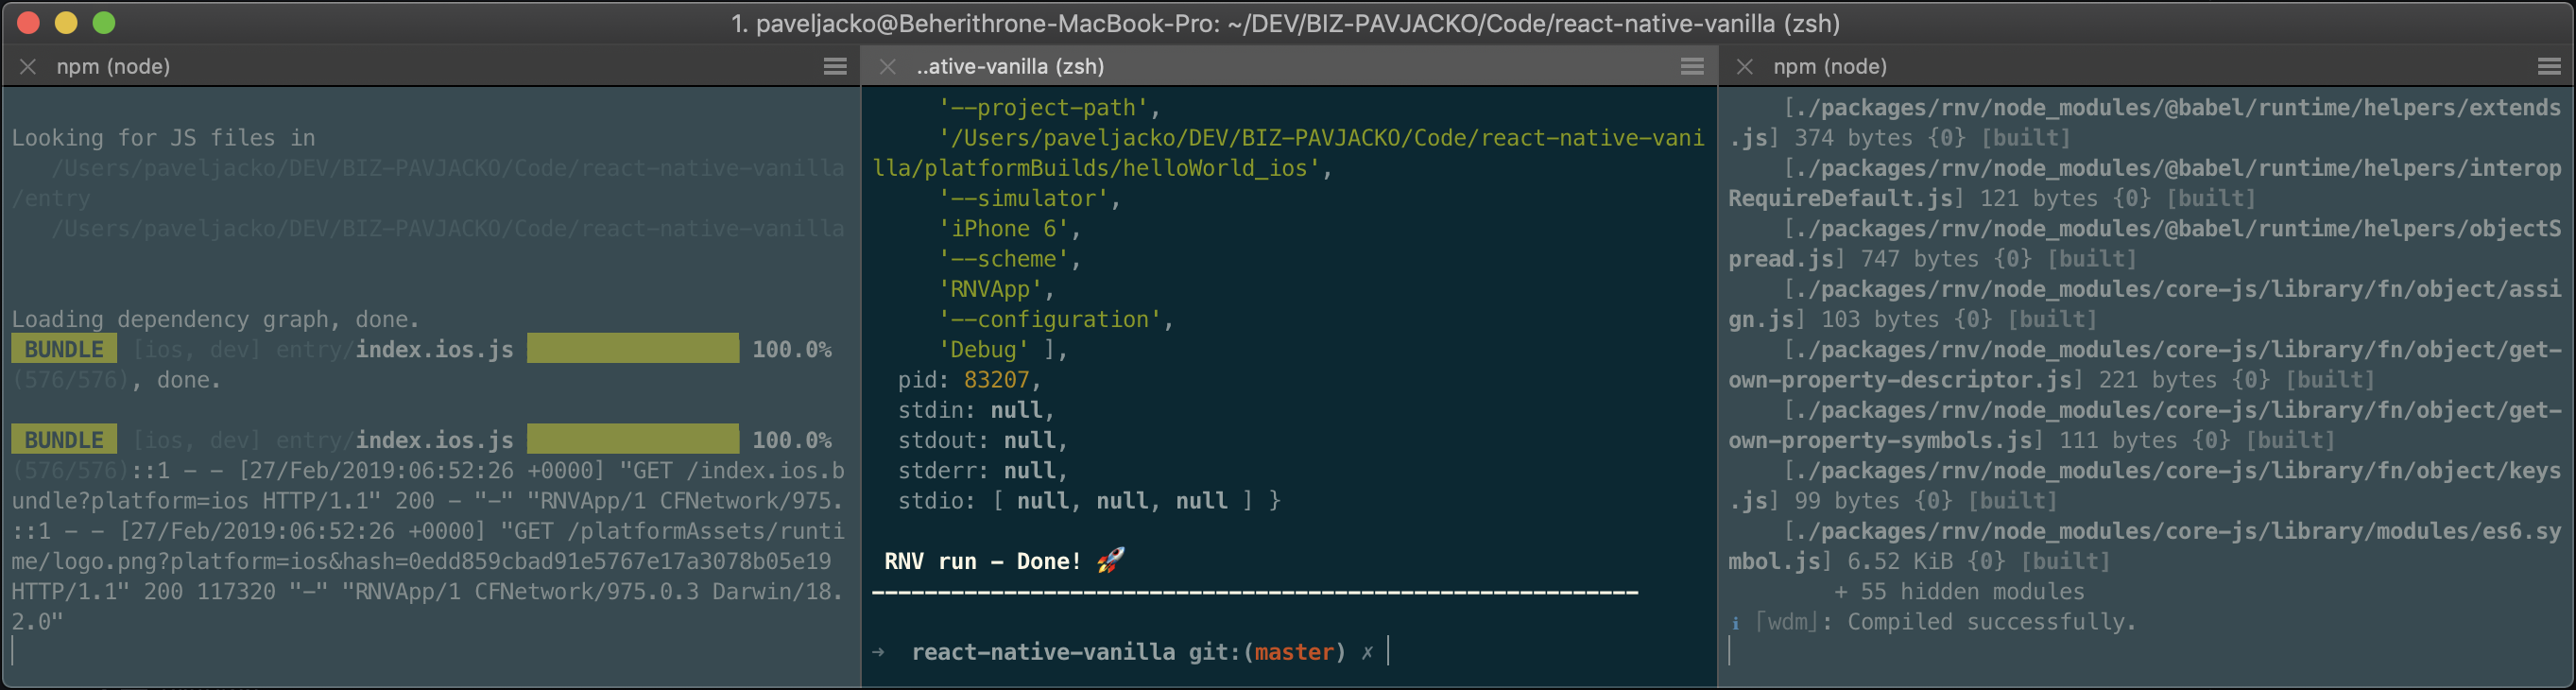 1. paveljacko@Beherithrone-MacBook-Pro: ~/DEV/BIZ-PAVJACKO/Code/react-native-vanilla (zsh)
npm (node)
Looking for JS files in
/Users/paveljacko/DEV/BIZ-PAVJACKO/Code/react-native-vanilla
/entry
/Users/paveljacko/DEV/BIZ-PAVJACKO/Code/react-native-vanilla
Loading dependency graph, done.
BUNDLE [ios, dev] entry/index.ios.js 100.0%
(576/576), done.
BUNDLE [ios, dev] entry/index.ios.js 100.0%
(576/576)::1 - - [27/Feb/2019:06:52:26 +0000] "GET /index.ios.b
undle?platform=ios HTTP/1.1" 200 - "-" "RNVApp/1 CFNetwork/975.
::1 - - [27/Feb/2019:06:52:26 +0000] "GET /platformAssets/runti
me/logo.png?platform=ios&hash=0edd859cbad91e5767e17a3078b05e19
HTTP/1.1" 200 117320 "-" "RNVApp/1 CFNetwork/975.0.3 Darwin/18.
2.0"
..ative-vanilla (zsh)
'--project-path',
'/Users/paveljacko/DEV/BIZ-PAVJACKO/Code/react-native-vani
lla/platformBuilds/helloWorld_ios',
'--simulator',
'iPhone 6',
'--scheme',
'RNVApp',
'--configuration',
'Debug' ],
pid: 83207,
stdin: null,
stdout: null,
stderr: null,
stdio: [ null, null, null ] }
RNV run - Done! 🚀
----------------------------------------------------------
➜ react-native-vanilla git:(master) ✗
npm (node)
[./packages/rnv/node_modules/@babel/runtime/helpers/extends
.js] 374 bytes {0} [built]
[./packages/rnv/node_modules/@babel/runtime/helpers/interop
RequireDefault.js] 121 bytes {0} [built]
[./packages/rnv/node_modules/@babel/runtime/helpers/objectS
pread.js] 747 bytes {0} [built]
[./packages/rnv/node_modules/core-js/library/fn/object/assi
gn.js] 103 bytes {0} [built]
[./packages/rnv/node_modules/core-js/library/fn/object/get-
own-property-descriptor.js] 221 bytes {0} [built]
[./packages/rnv/node_modules/core-js/library/fn/object/get-
own-property-symbols.js] 111 bytes {0} [built]
[./packages/rnv/node_modules/core-js/library/fn/object/keys
.js] 99 bytes {0} [built]
[./packages/rnv/node_modules/core-js/library/modules/es6.sy
mbol.js] 6.52 KiB {0} [built]
+ 55 hidden modules
ℹ ｢wdm｣: Compiled successfully.